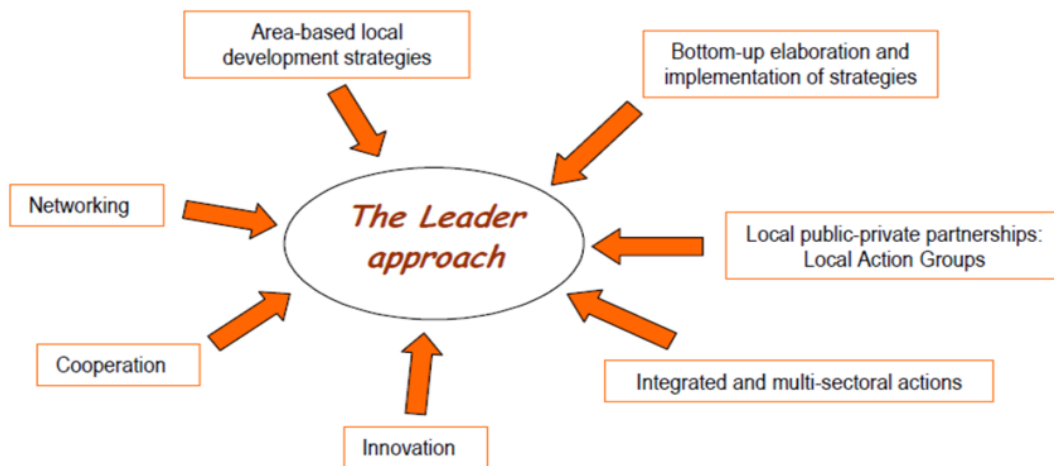 Area-based local
development strategies
Bottom-up elaboration and
implementation of strategies
Networking
The Leader
approach
Local public-private partnerships:
Local Action Groups
Cooperation
Integrated and multi-sectoral actions
Innovation